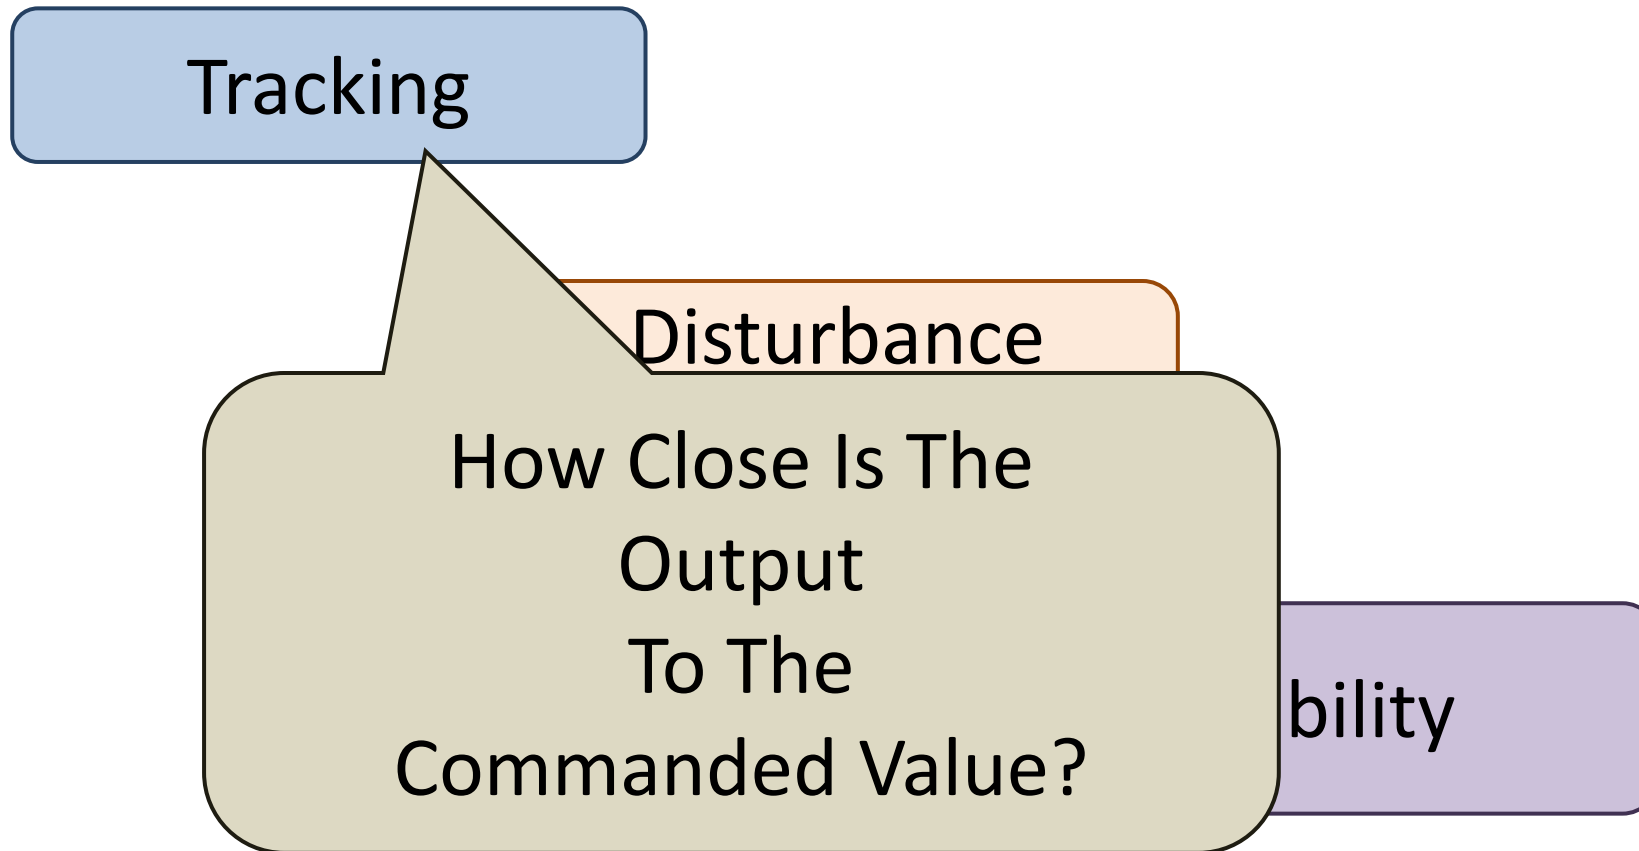 Tracking
Disturbance
How Close Is The
Output
To The
Commanded Value?
bility